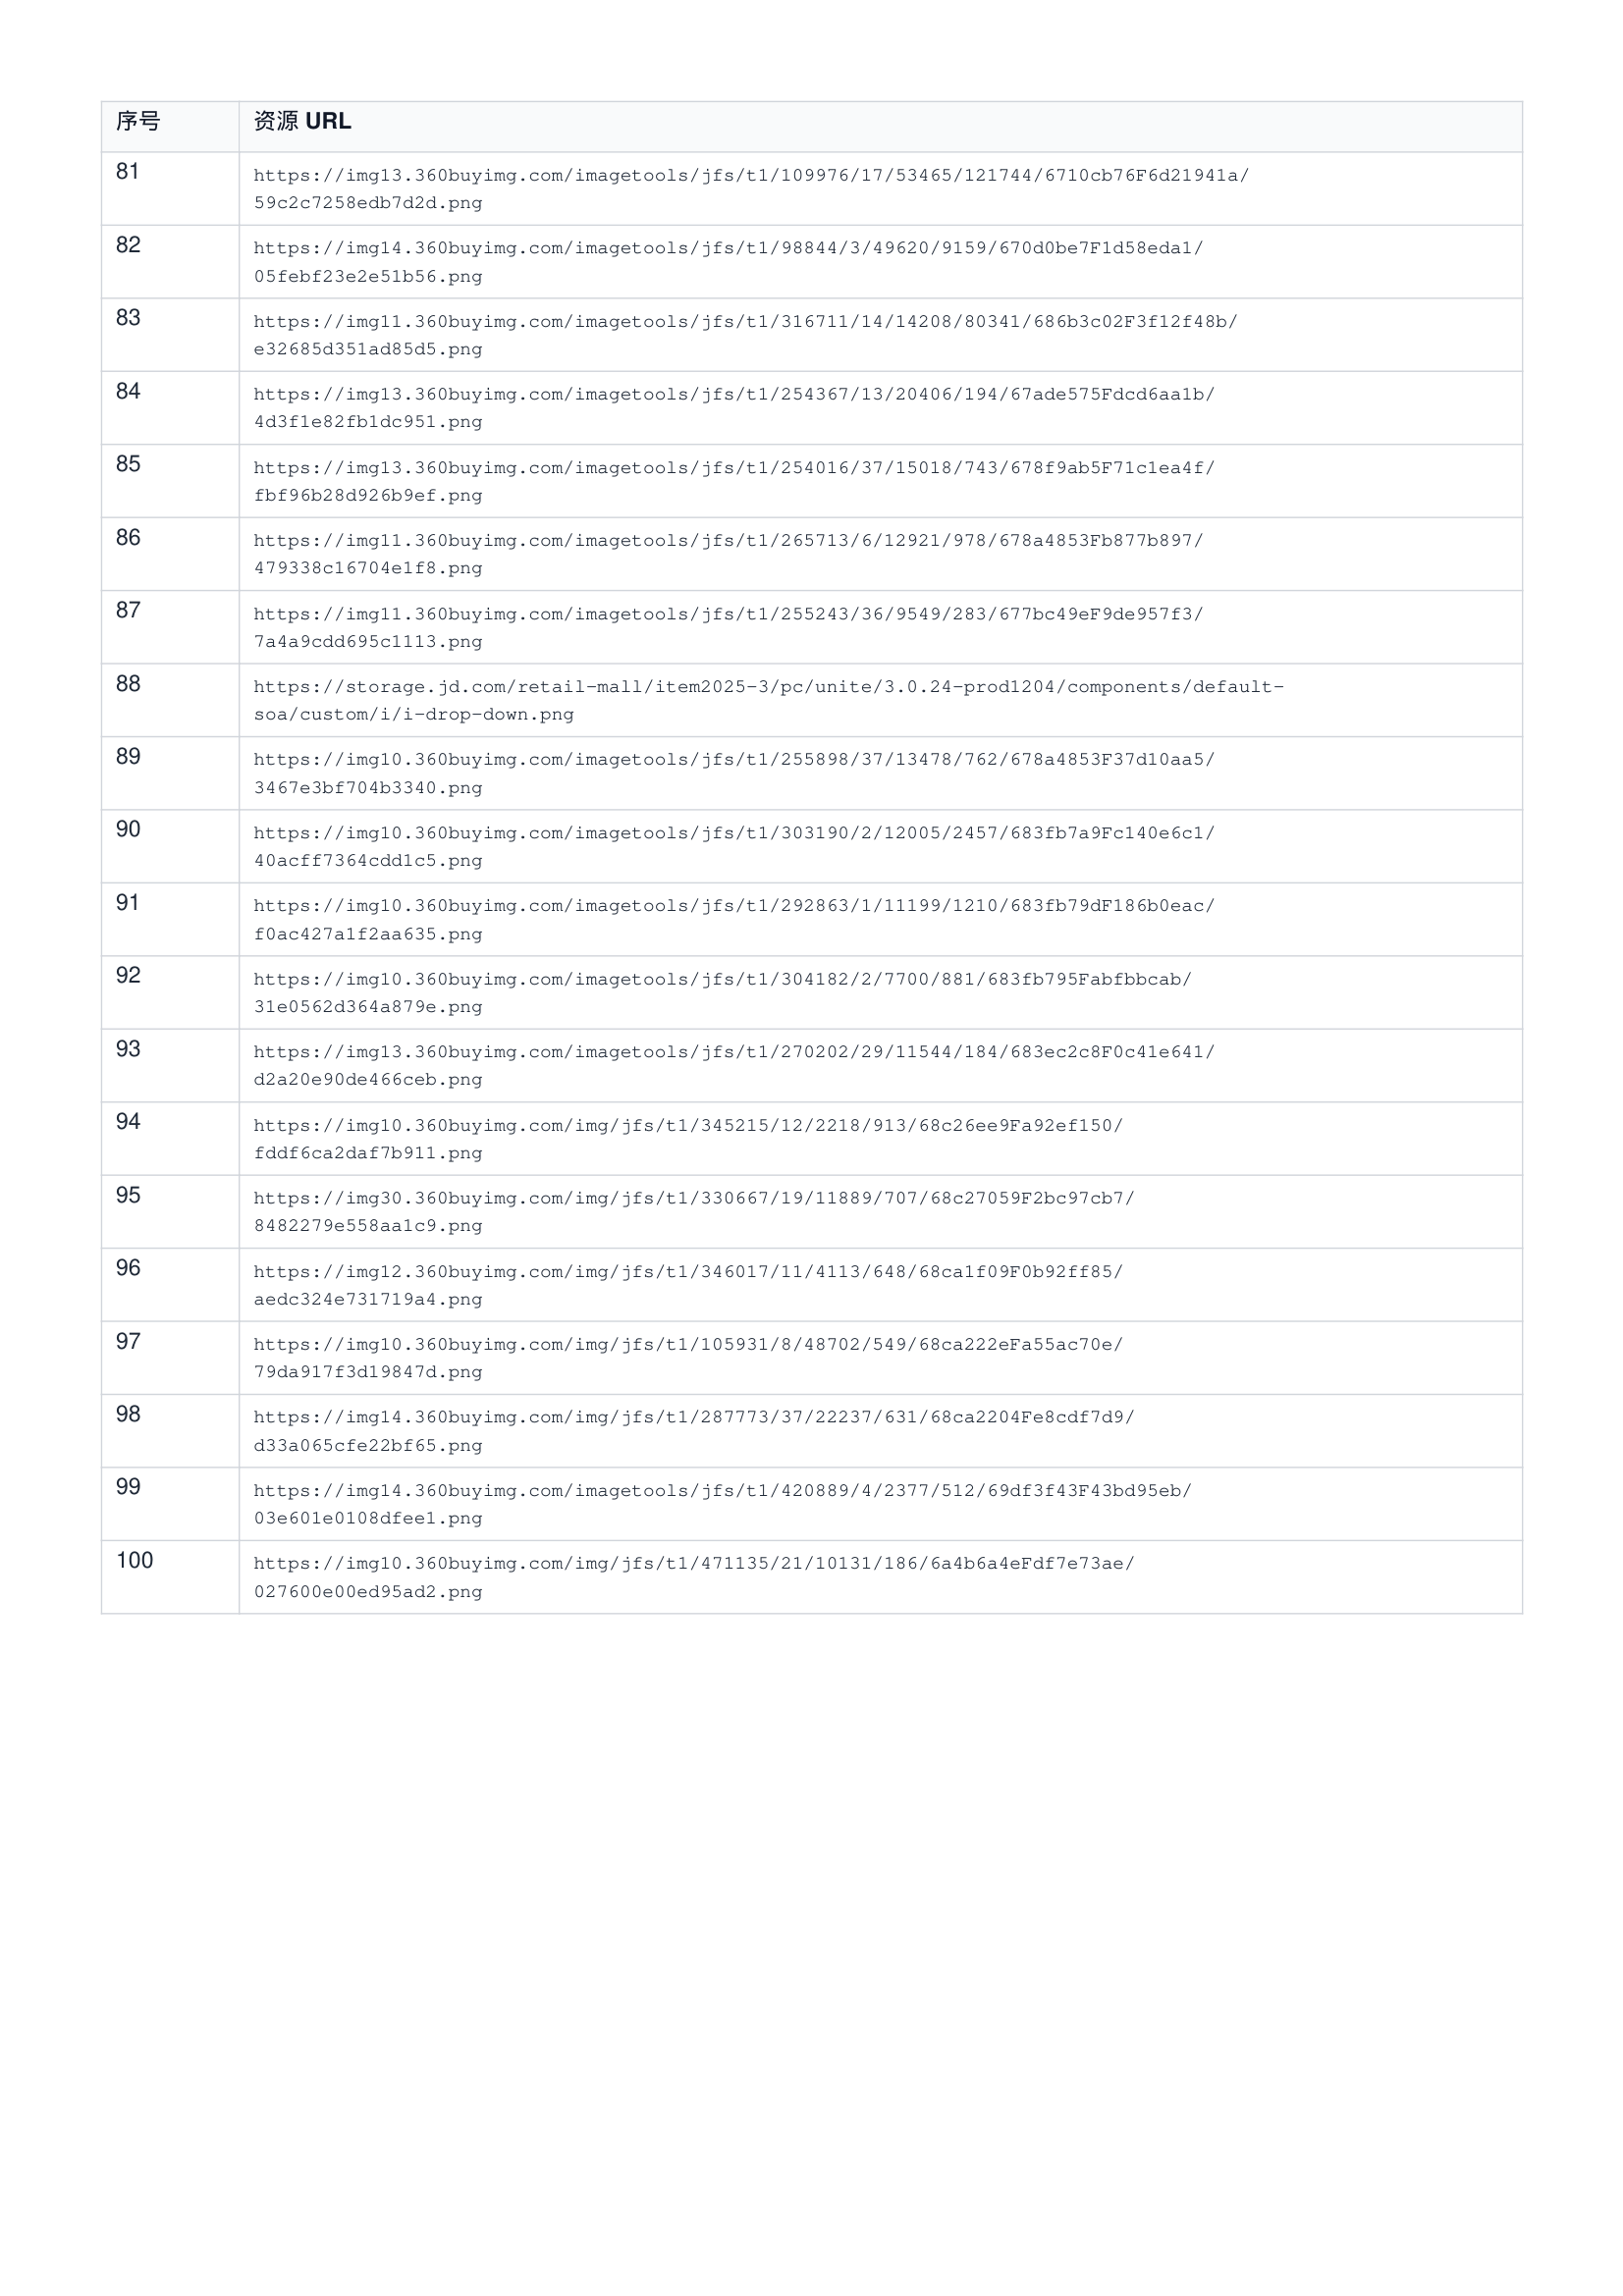 序号 资源 URL
81 https://img13.360buyimg.com/imagetools/jfs/t1/109976/17/53465/121744/6710cb76F6d21941a/
59c2c7258edb7d2d.png
82 https://img14.360buyimg.com/imagetools/jfs/t1/98844/3/49620/9159/670d0be7F1d58eda1/
05febf23e2e51b56.png
83 https://img11.360buyimg.com/imagetools/jfs/t1/316711/14/14208/80341/686b3c02F3f12f48b/
e32685d351ad85d5.png
84 https://img13.360buyimg.com/imagetools/jfs/t1/254367/13/20406/194/67ade575Fdcd6aa1b/
4d3f1e82fb1dc951.png
85 https://img13.360buyimg.com/imagetools/jfs/t1/254016/37/15018/743/678f9ab5F71c1ea4f/
fbf96b28d926b9ef.png
86 https://img11.360buyimg.com/imagetools/jfs/t1/265713/6/12921/978/678a4853Fb877b897/
479338c16704e1f8.png
87 https://img11.360buyimg.com/imagetools/jfs/t1/255243/36/9549/283/677bc49eF9de957f3/
7a4a9cdd695c1113.png
88 https://storage.jd.com/retail-mall/item2025-3/pc/unite/3.0.24-prod1204/components/default-
soa/custom/i/i-drop-down.png
89 https://img10.360buyimg.com/imagetools/jfs/t1/255898/37/13478/762/678a4853F37d10aa5/
3467e3bf704b3340.png
90 https://img10.360buyimg.com/imagetools/jfs/t1/303190/2/12005/2457/683fb7a9Fc140e6c1/
40acff7364cdd1c5.png
91 https://img10.360buyimg.com/imagetools/jfs/t1/292863/1/11199/1210/683fb79dF186b0eac/
f0ac427a1f2aa635.png
92 https://img10.360buyimg.com/imagetools/jfs/t1/304182/2/7700/881/683fb795Fabfbbcab/
31e0562d364a879e.png
93 https://img13.360buyimg.com/imagetools/jfs/t1/270202/29/11544/184/683ec2c8F0c41e641/
d2a20e90de466ceb.png
94 https://img10.360buyimg.com/img/jfs/t1/345215/12/2218/913/68c26ee9Fa92ef150/
fddf6ca2daf7b911.png
95 https://img30.360buyimg.com/img/jfs/t1/330667/19/11889/707/68c27059F2bc97cb7/
8482279e558aa1c9.png
96 https://img12.360buyimg.com/img/jfs/t1/346017/11/4113/648/68ca1f09F0b92ff85/
aedc324e731719a4.png
97 https://img10.360buyimg.com/img/jfs/t1/105931/8/48702/549/68ca222eFa55ac70e/
79da917f3d19847d.png
98 https://img14.360buyimg.com/img/jfs/t1/287773/37/22237/631/68ca2204Fe8cdf7d9/
d33a065cfe22bf65.png
99 https://img14.360buyimg.com/imagetools/jfs/t1/420889/4/2377/512/69df3f43F43bd95eb/
03e601e0108dfee1.png
100 https://img10.360buyimg.com/img/jfs/t1/471135/21/10131/186/6a4b6a4eFdf7e73ae/
027600e00ed95ad2.png